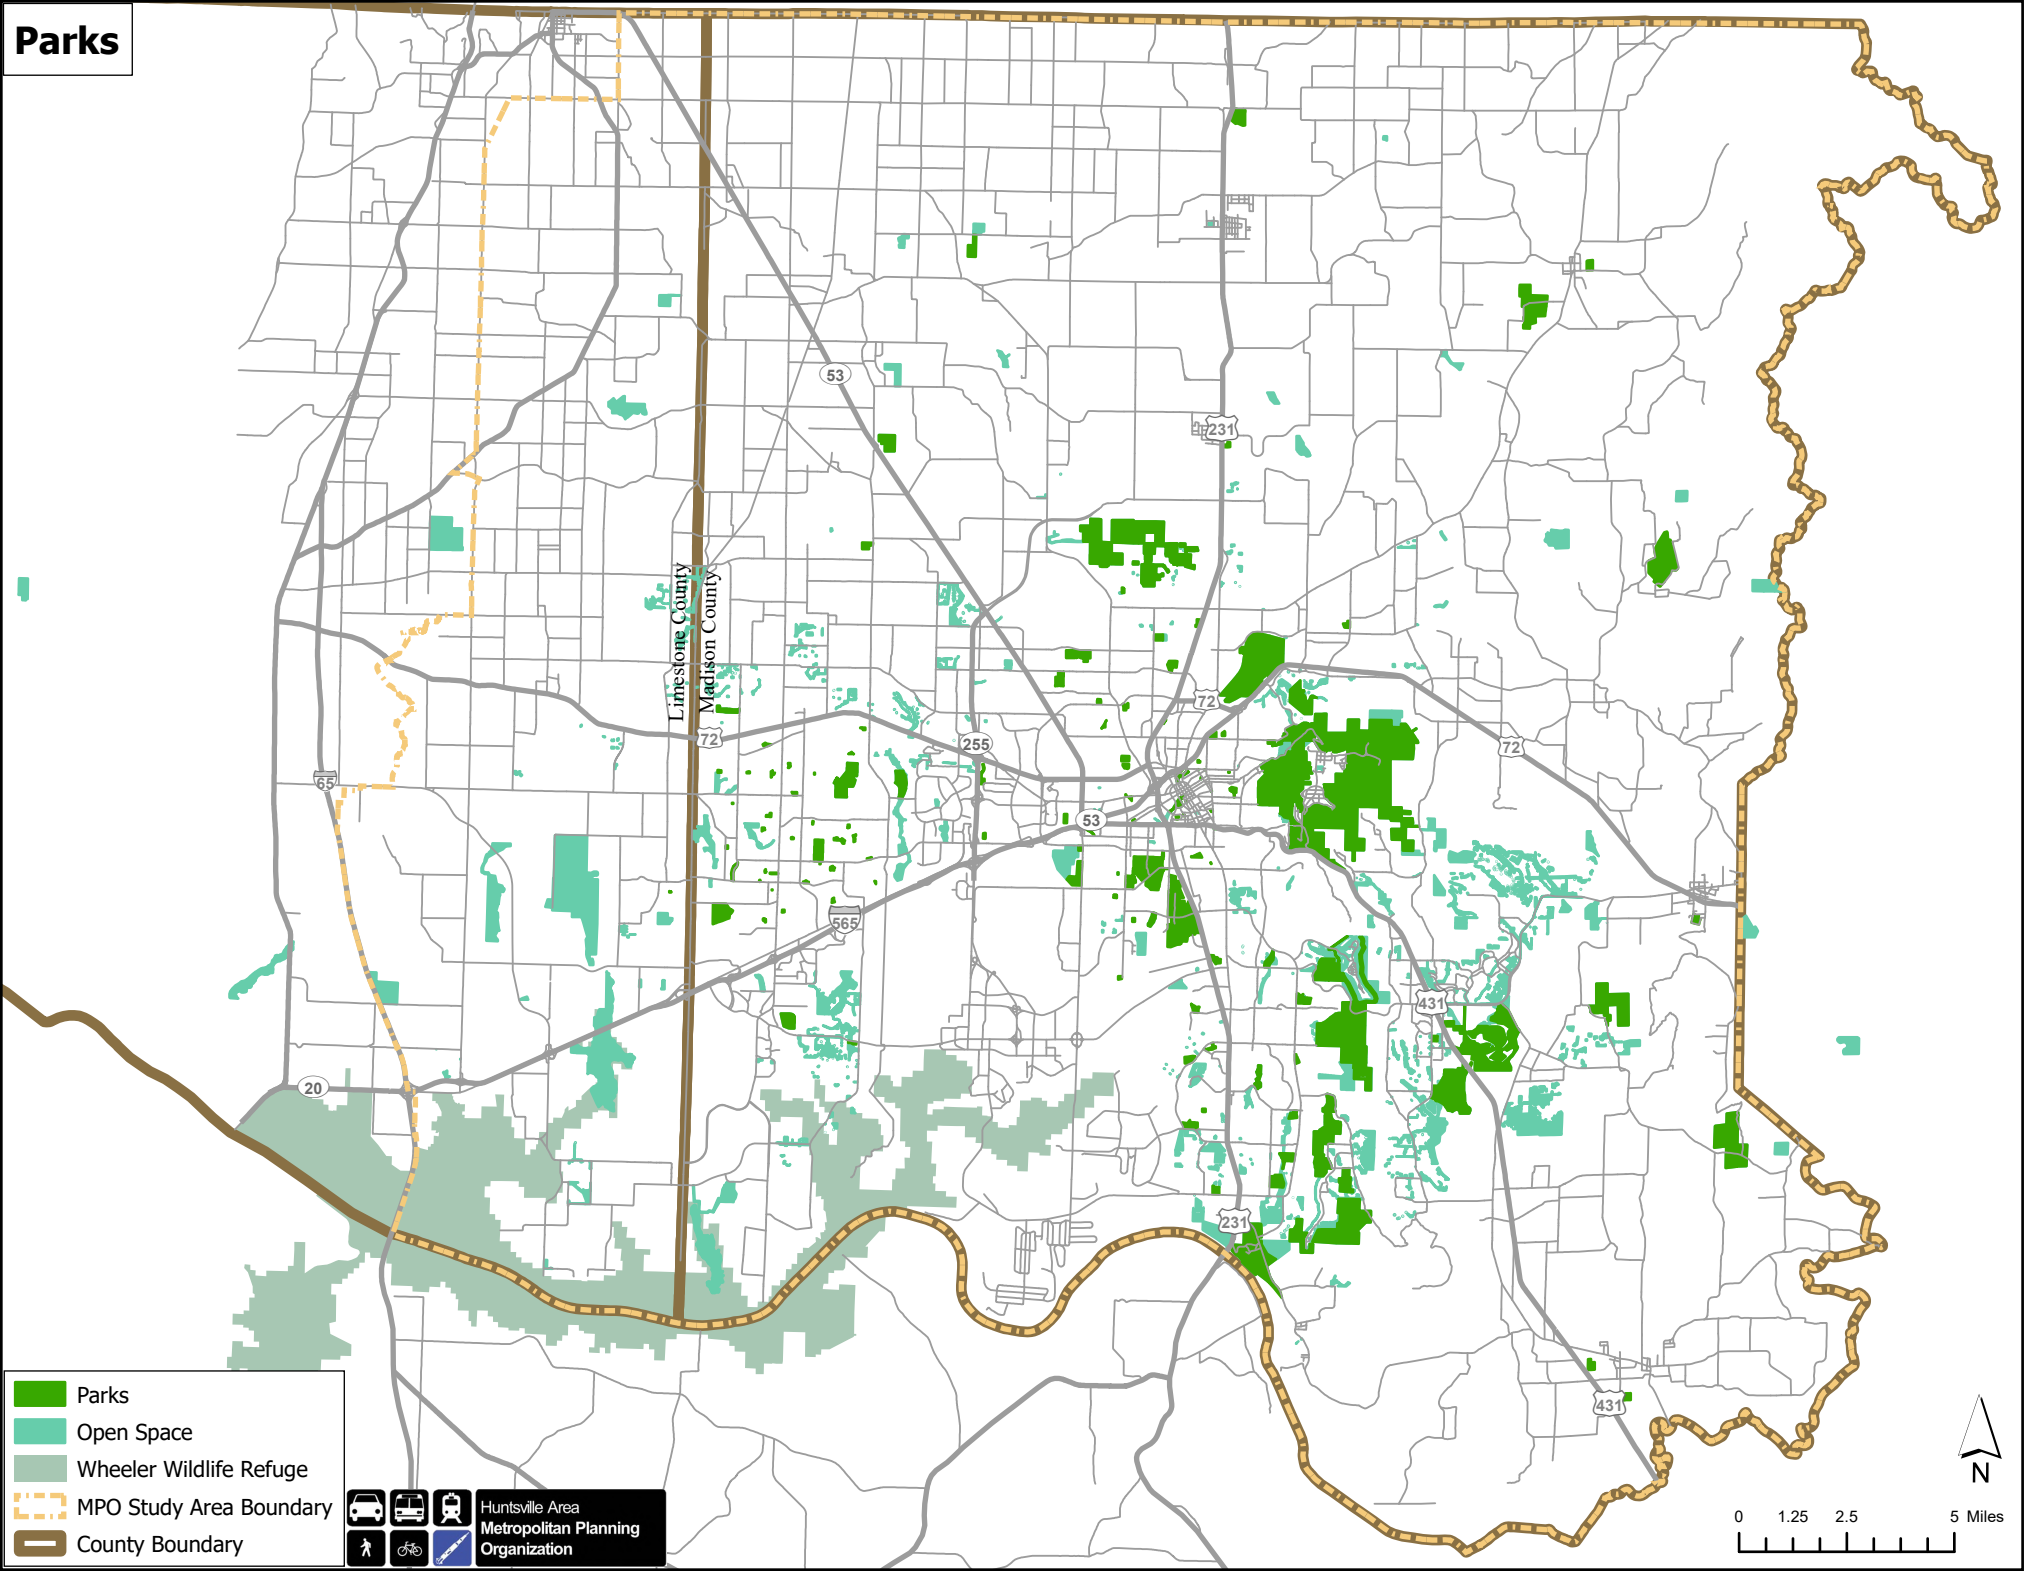 Parks
53
231
Limestone County
Madison County
72
72
255
72
65
53
565
431
20
231
431
Parks
Open Space
Wheeler Wildlife Refuge
MPO Study Area Boundary
County Boundary
Huntsville Area
Metropolitan Planning
Organization
N
0 1.25 2.5 5 Miles